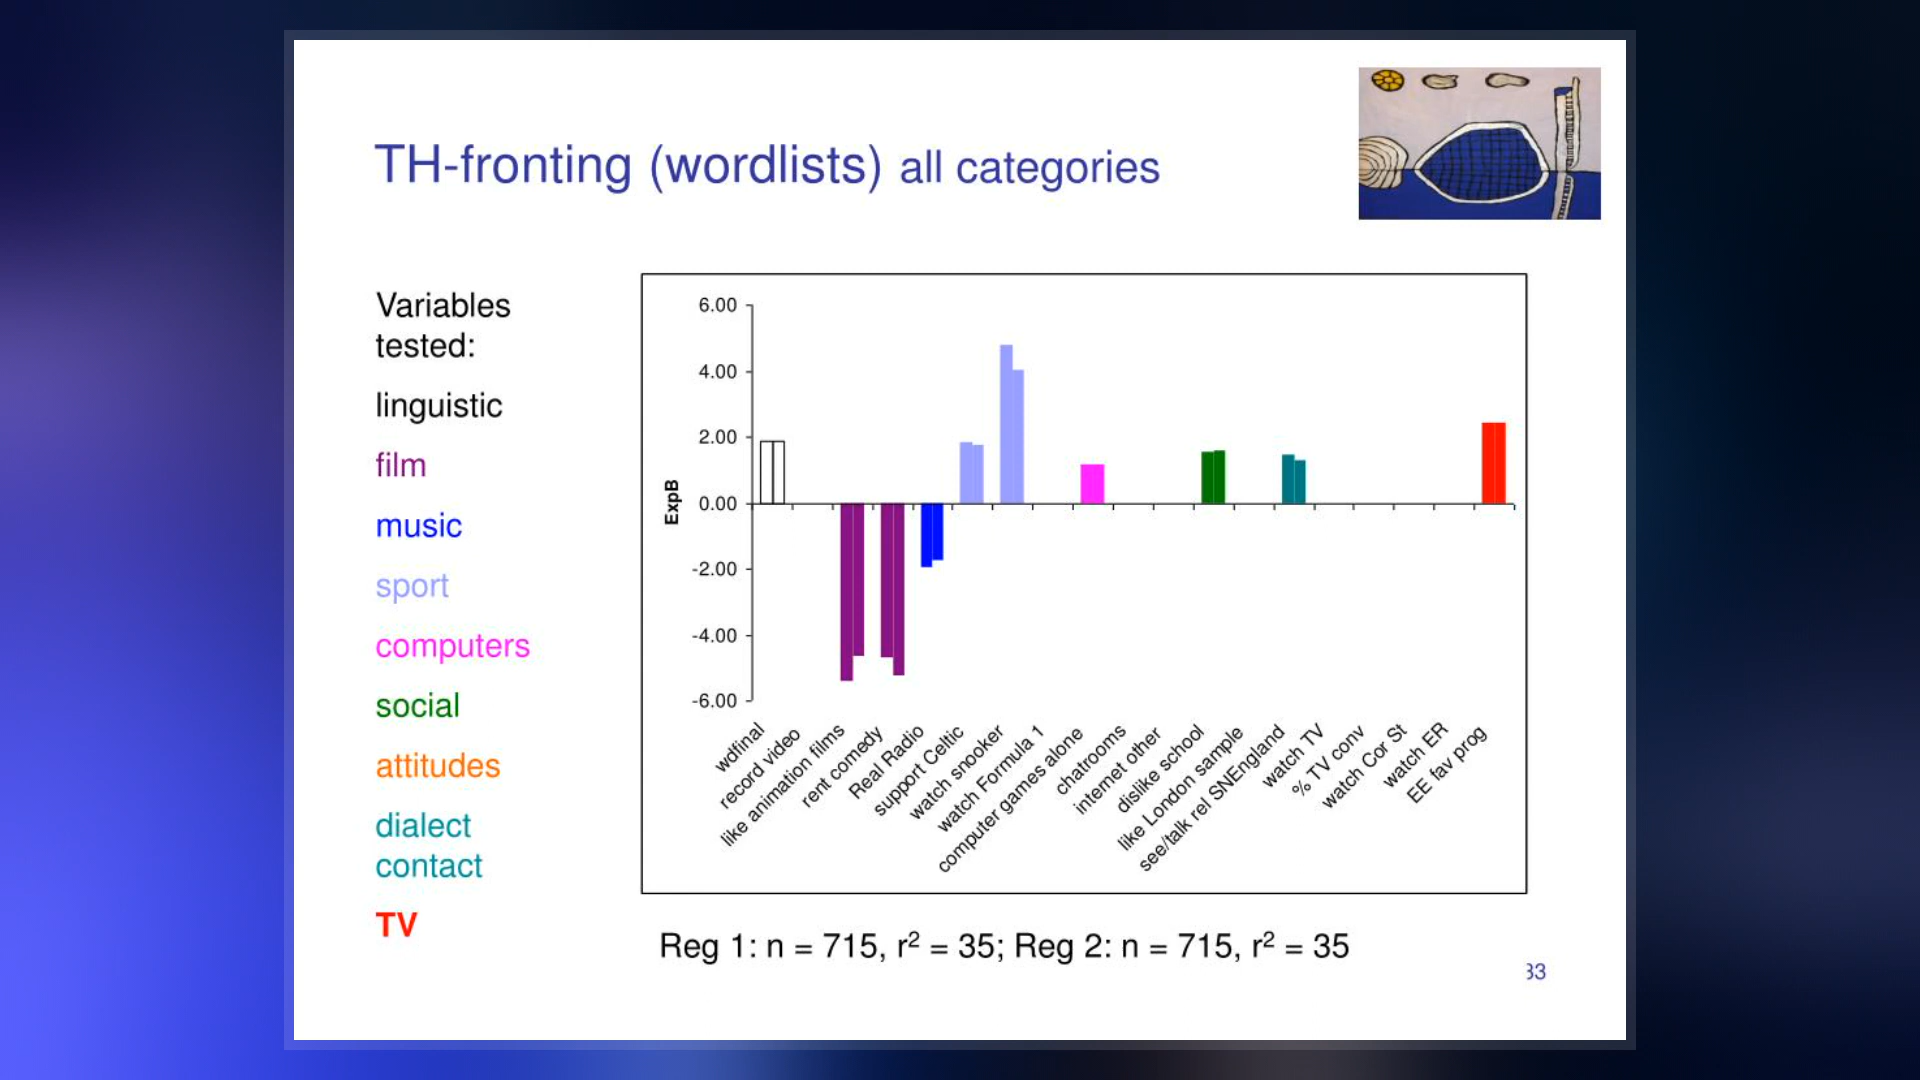 TH-fronting (wordlists) all categories
Variables
tested:
linguistic
film
music
sport
computers
social
attitudes
dialect
contact
TV
6.00
4.00
2.00
0.00
-2.00
-4.00
-6.00
ExpB
wdfinal
record video
like animation films
rent comedy
Real Radio
support Celtic
watch snooker
watch Formula 1
computer games alone
chatrooms
internet other
dislike school
like London sample
see/talk rel SNEngland
watch TV
% TV conv
watch Cor St
watch ER
EE fav prog
Reg 1: n = 715, r² = 35; Reg 2: n = 715, r² = 35
33